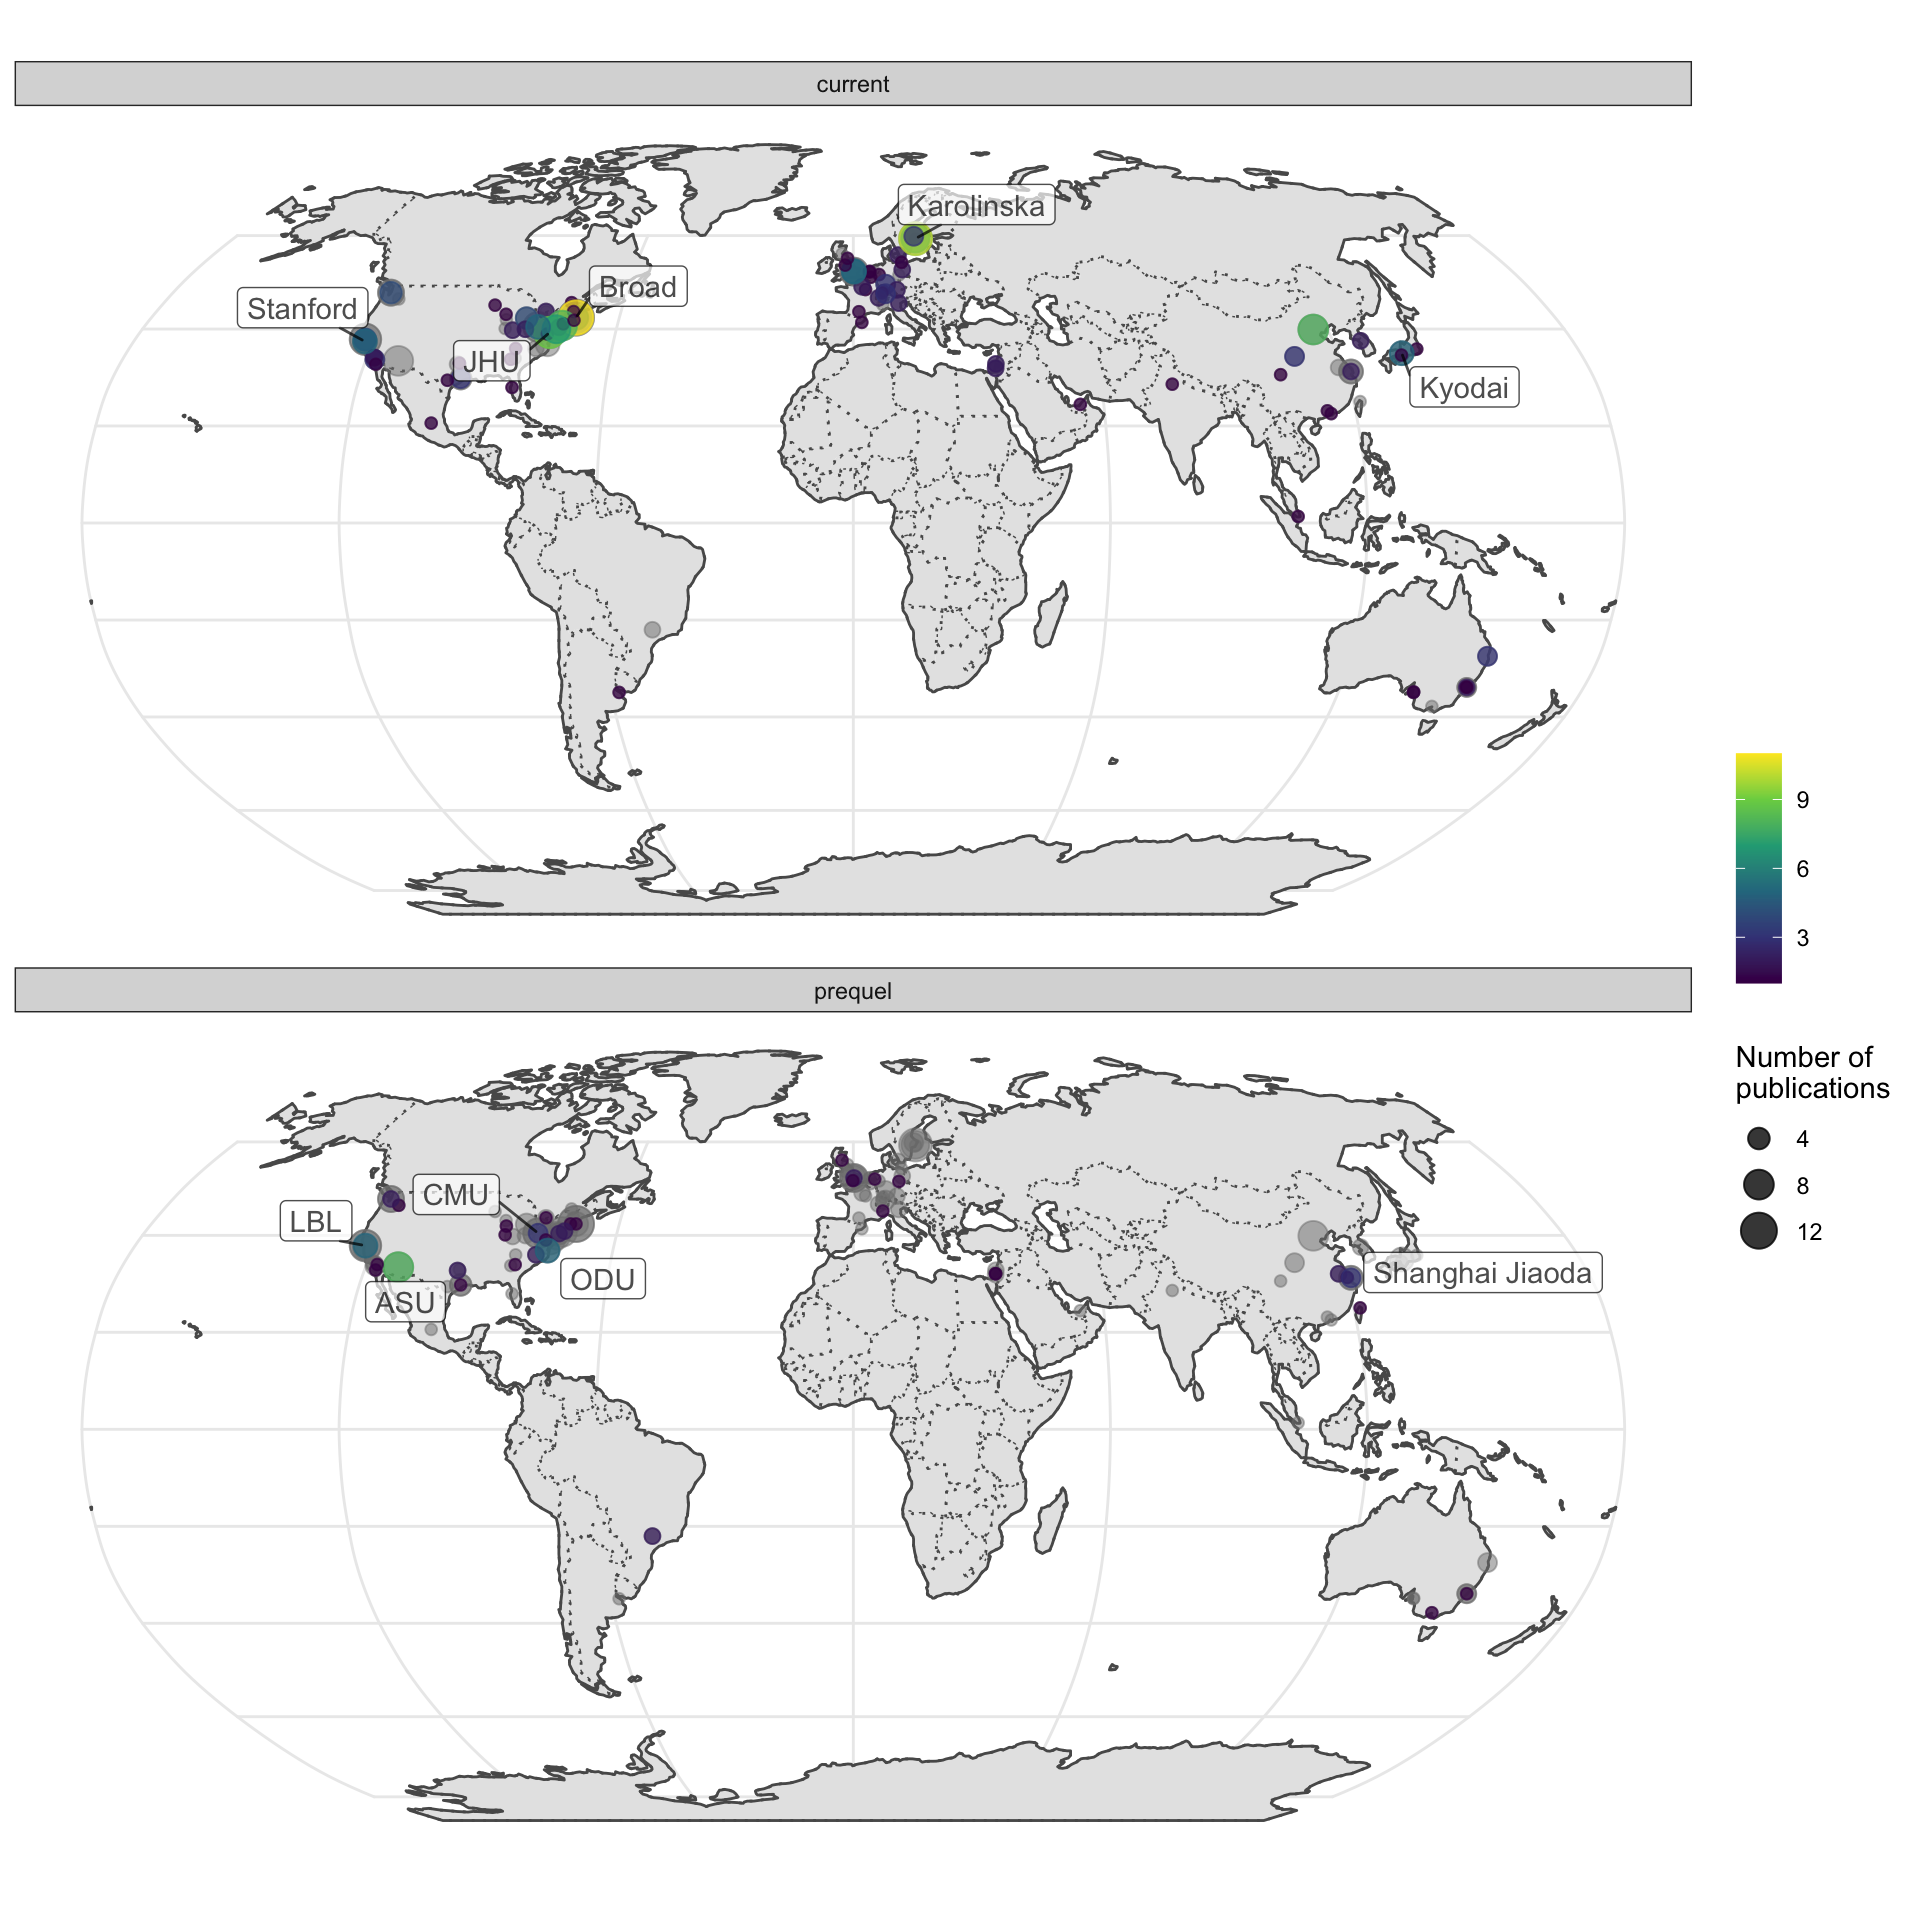 current
Karolinska
Broad
Stanford
JHU
Kyodai
9
6
3
prequel
Number of
publications
4
8
12
CMU
LBL
ODU
Shanghai Jiaoda
ASU